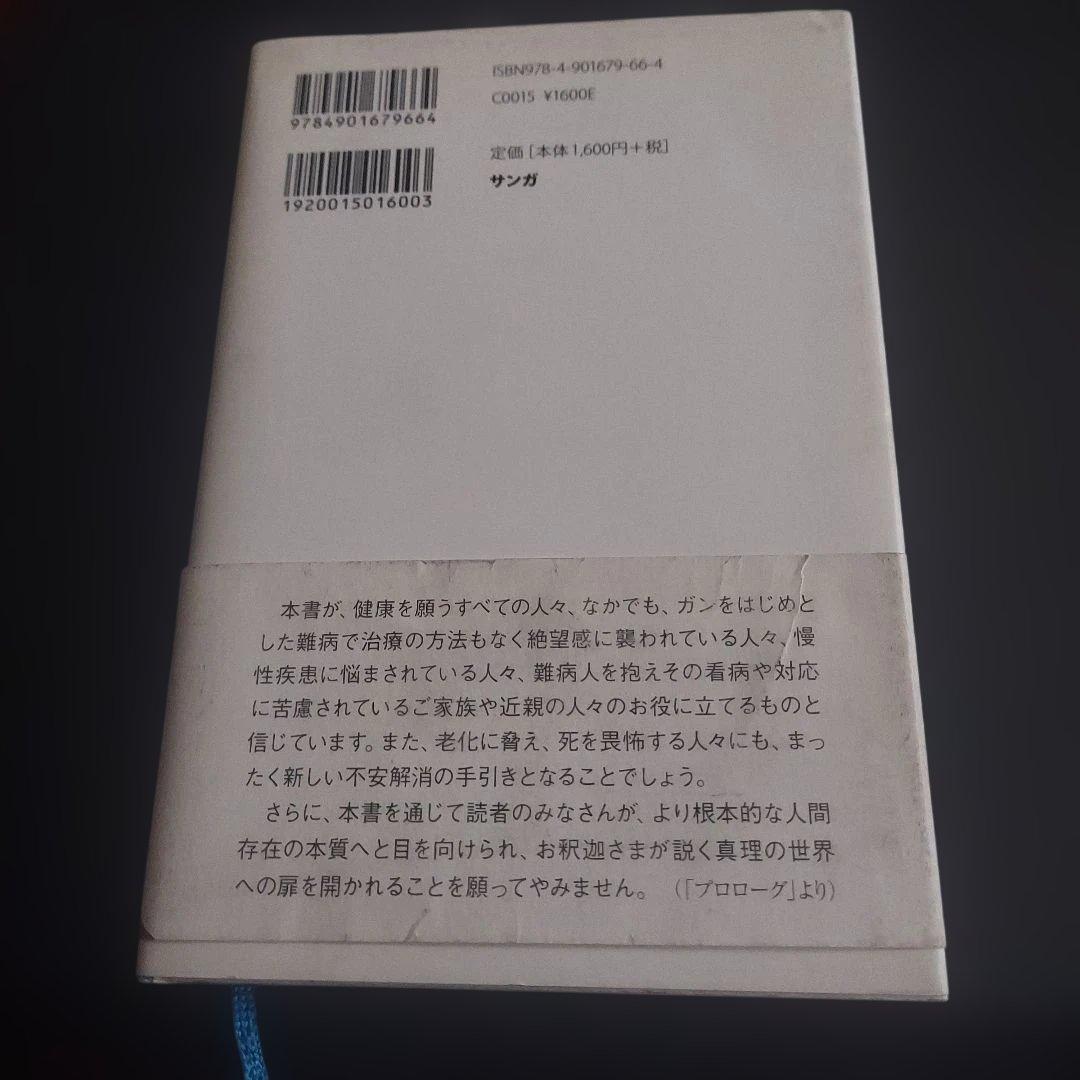 ISBN978-4-901679-66-4
C0015 ¥1600E
9784901679664
定価［本体1,600円＋税］
サンガ
1920015016003
本書が、健康を願うすべての人々、なかでも、ガンをはじめと
した難病で治療の方法もなく絶望感に襲われている人々、慢
性疾患に悩まされている人々、難病人を抱えその看病や対応
に苦慮されているご家族や近親の人々のお役に立てるものと
信じています。また、老化に脅え、死を畏怖する人々にも、まっ
たく新しい不安解消の手引きとなることでしょう。
さらに、本書を通じて読者のみなさんが、より根本的な人間
存在の本質へと目を向けられ、お釈迦さまが説く真理の世界
への扉を開かれることを願ってやみません。（「プロローグ」より）